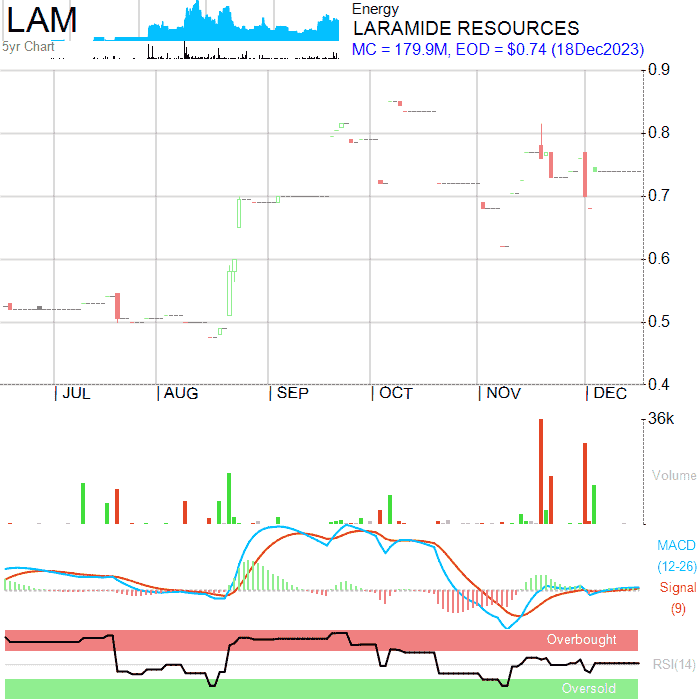 LAM
5yr Chart
Energy
LARAMIDE RESOURCES
MC = 179.9M, EOD = $0.74 (18Dec2023)
0.9
0.8
0.7
0.6
0.5
0.4
JUL AUG SEP OCT NOV DEC
36k
Volume
MACD
(12-26)
Signal
(9)
Overbought
RSI(14)
Oversold